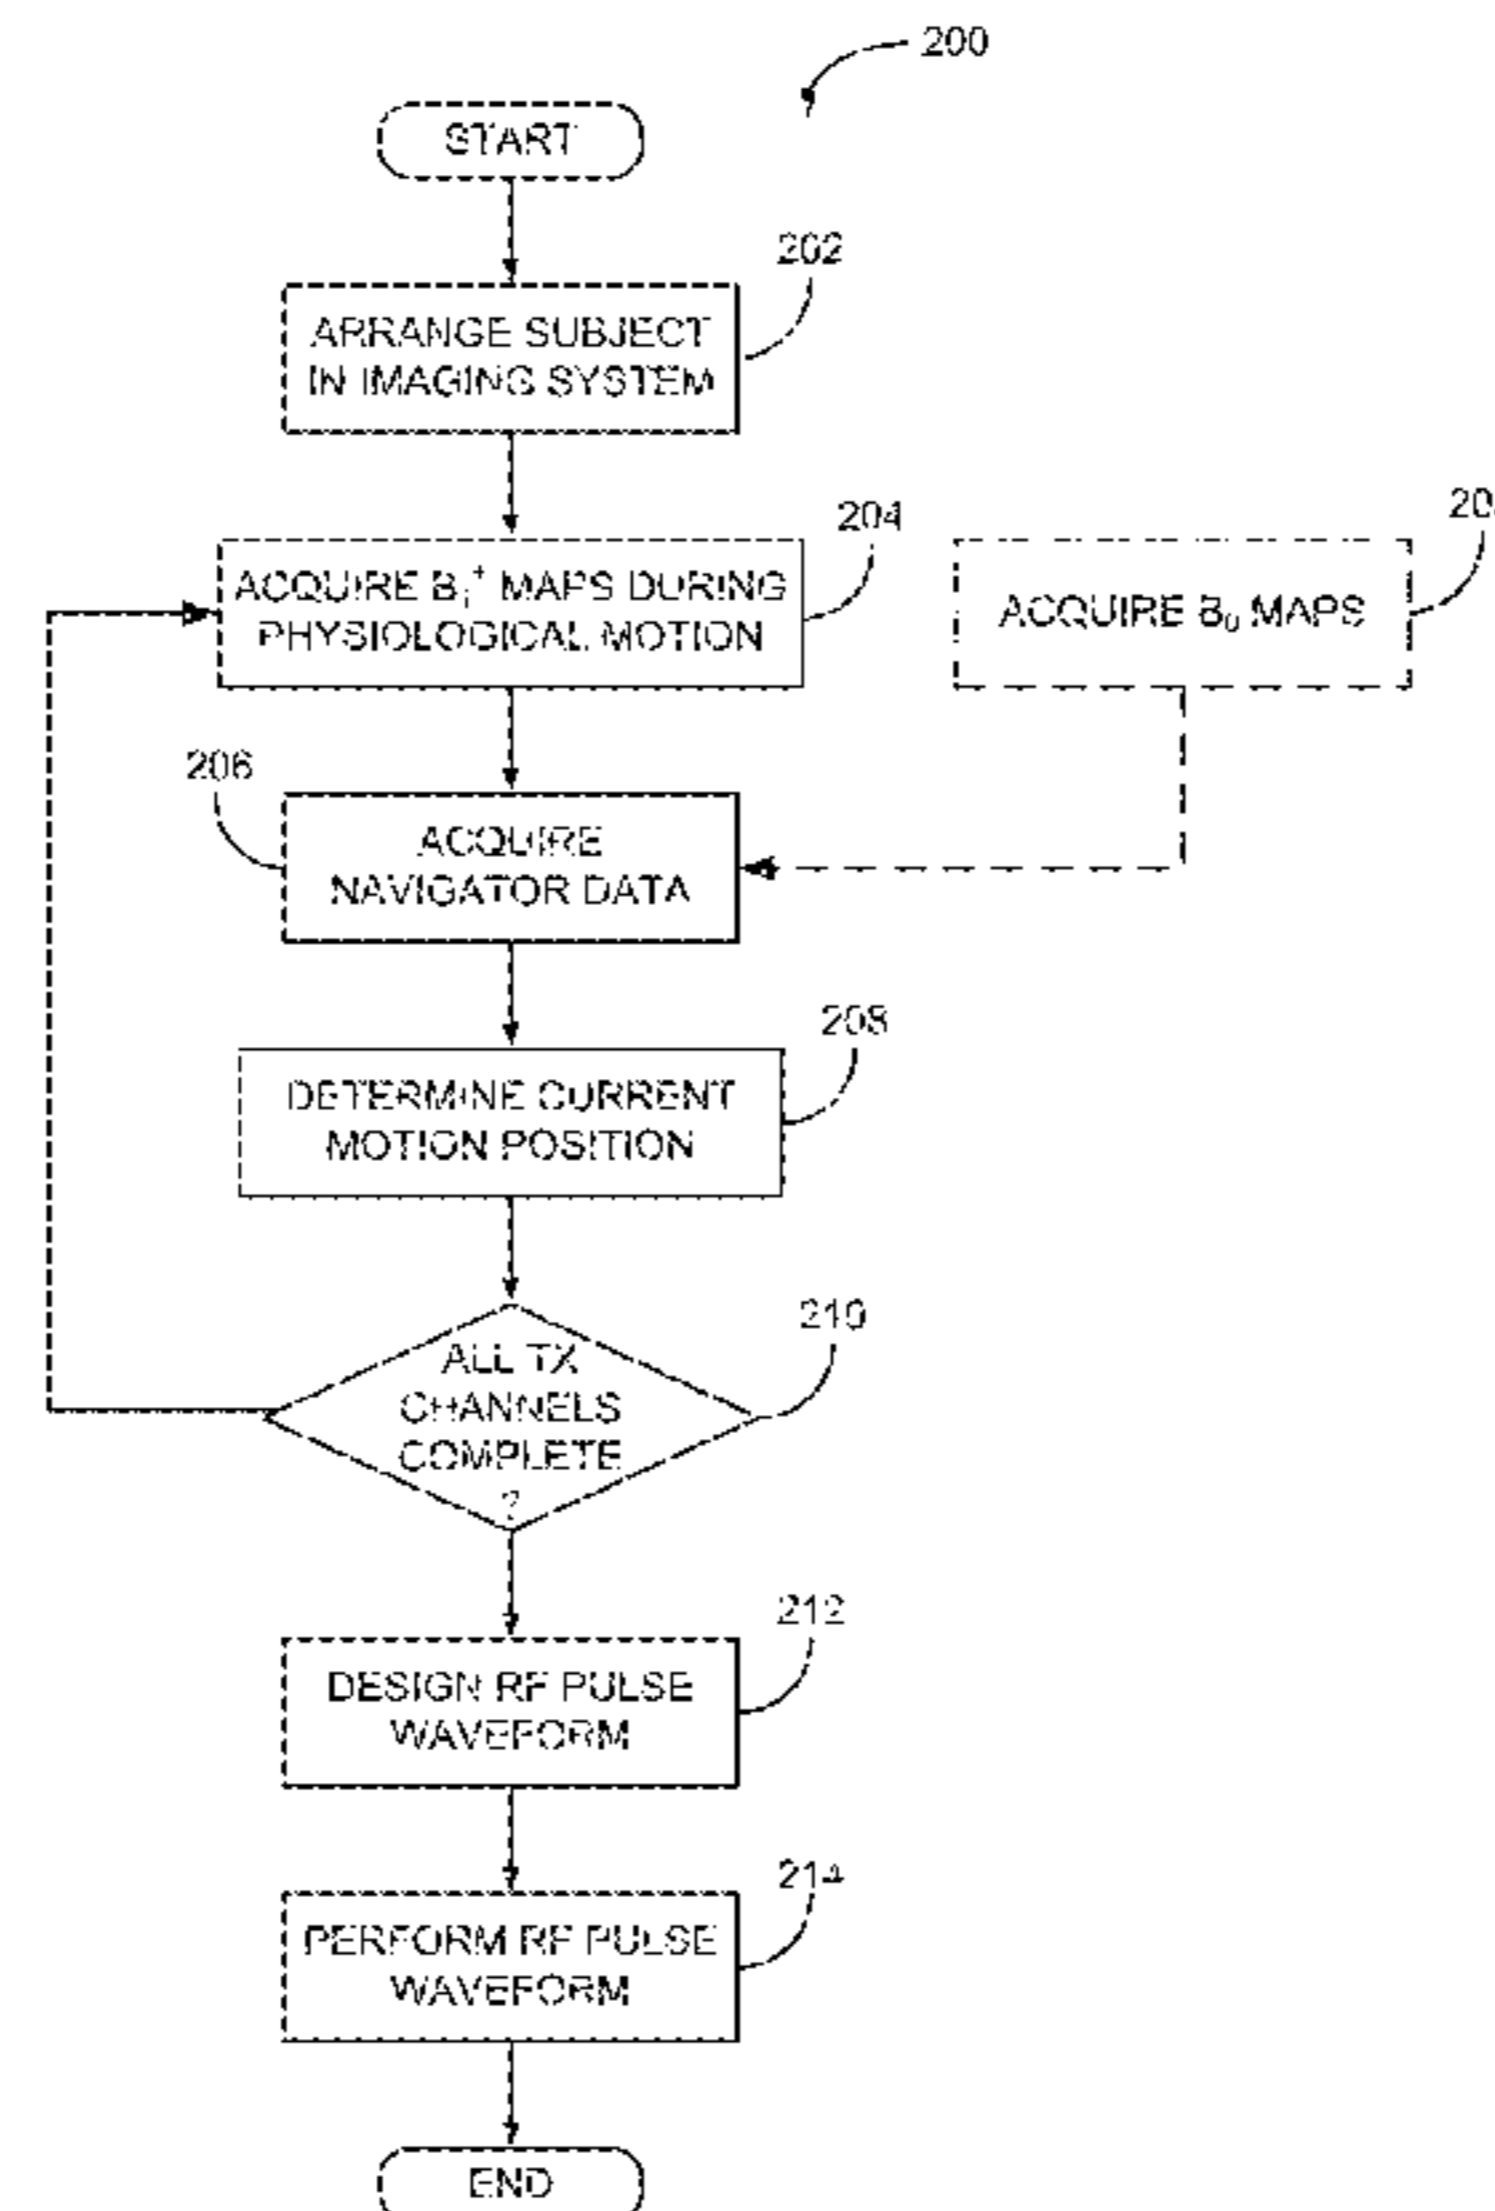 200
START
202
ARRANGE SUBJECT
IN IMAGING SYSTEM
204
ACQUIRE B₁⁺ MAPS DURING
PHYSIOLOGICAL MOTION
20
ACQUIRE B₀ MAPS
206
ACQUIRE
NAVIGATOR DATA
208
DETERMINE CURRENT
MOTION POSITION
210
ALL TX
CHANNELS
COMPLETE
?
212
DESIGN RF PULSE
WAVEFORM
214
PERFORM RF PULSE
WAVEFORM
END